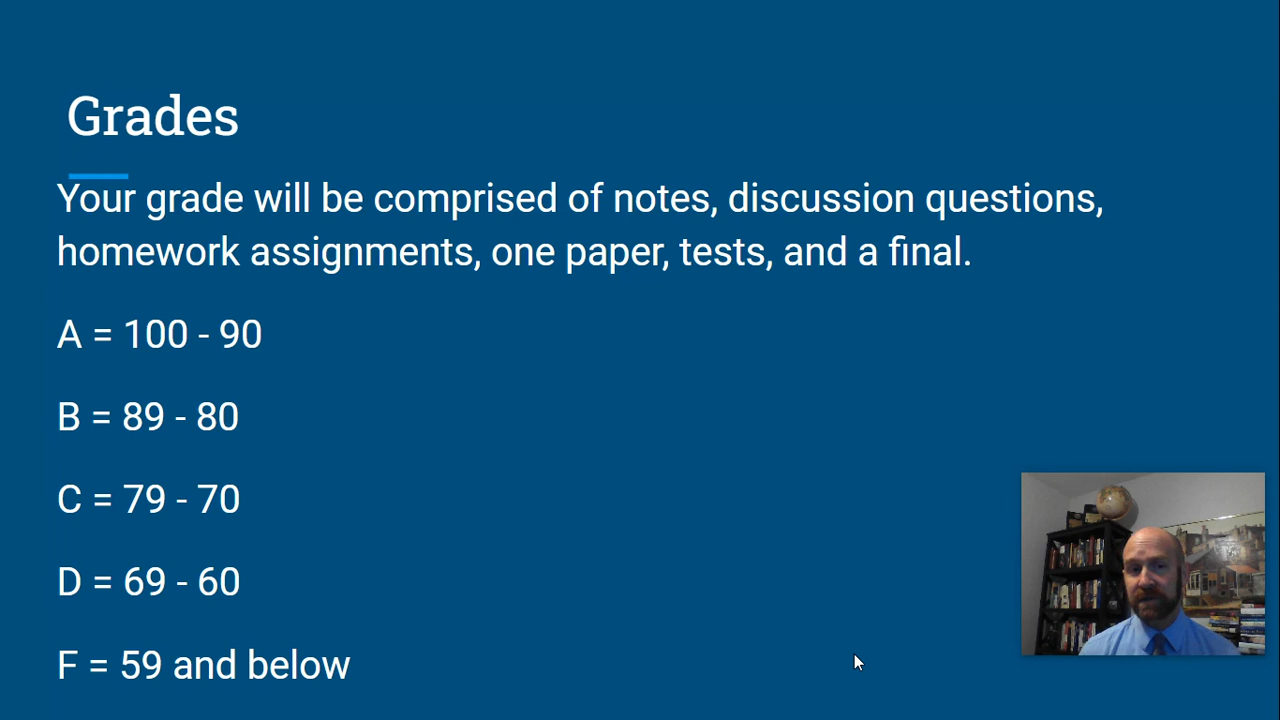 Grades
Your grade will be comprised of notes, discussion questions,
homework assignments, one paper, tests, and a final.
A = 100 - 90
B = 89 - 80
C = 79 - 70
D = 69 - 60
F = 59 and below